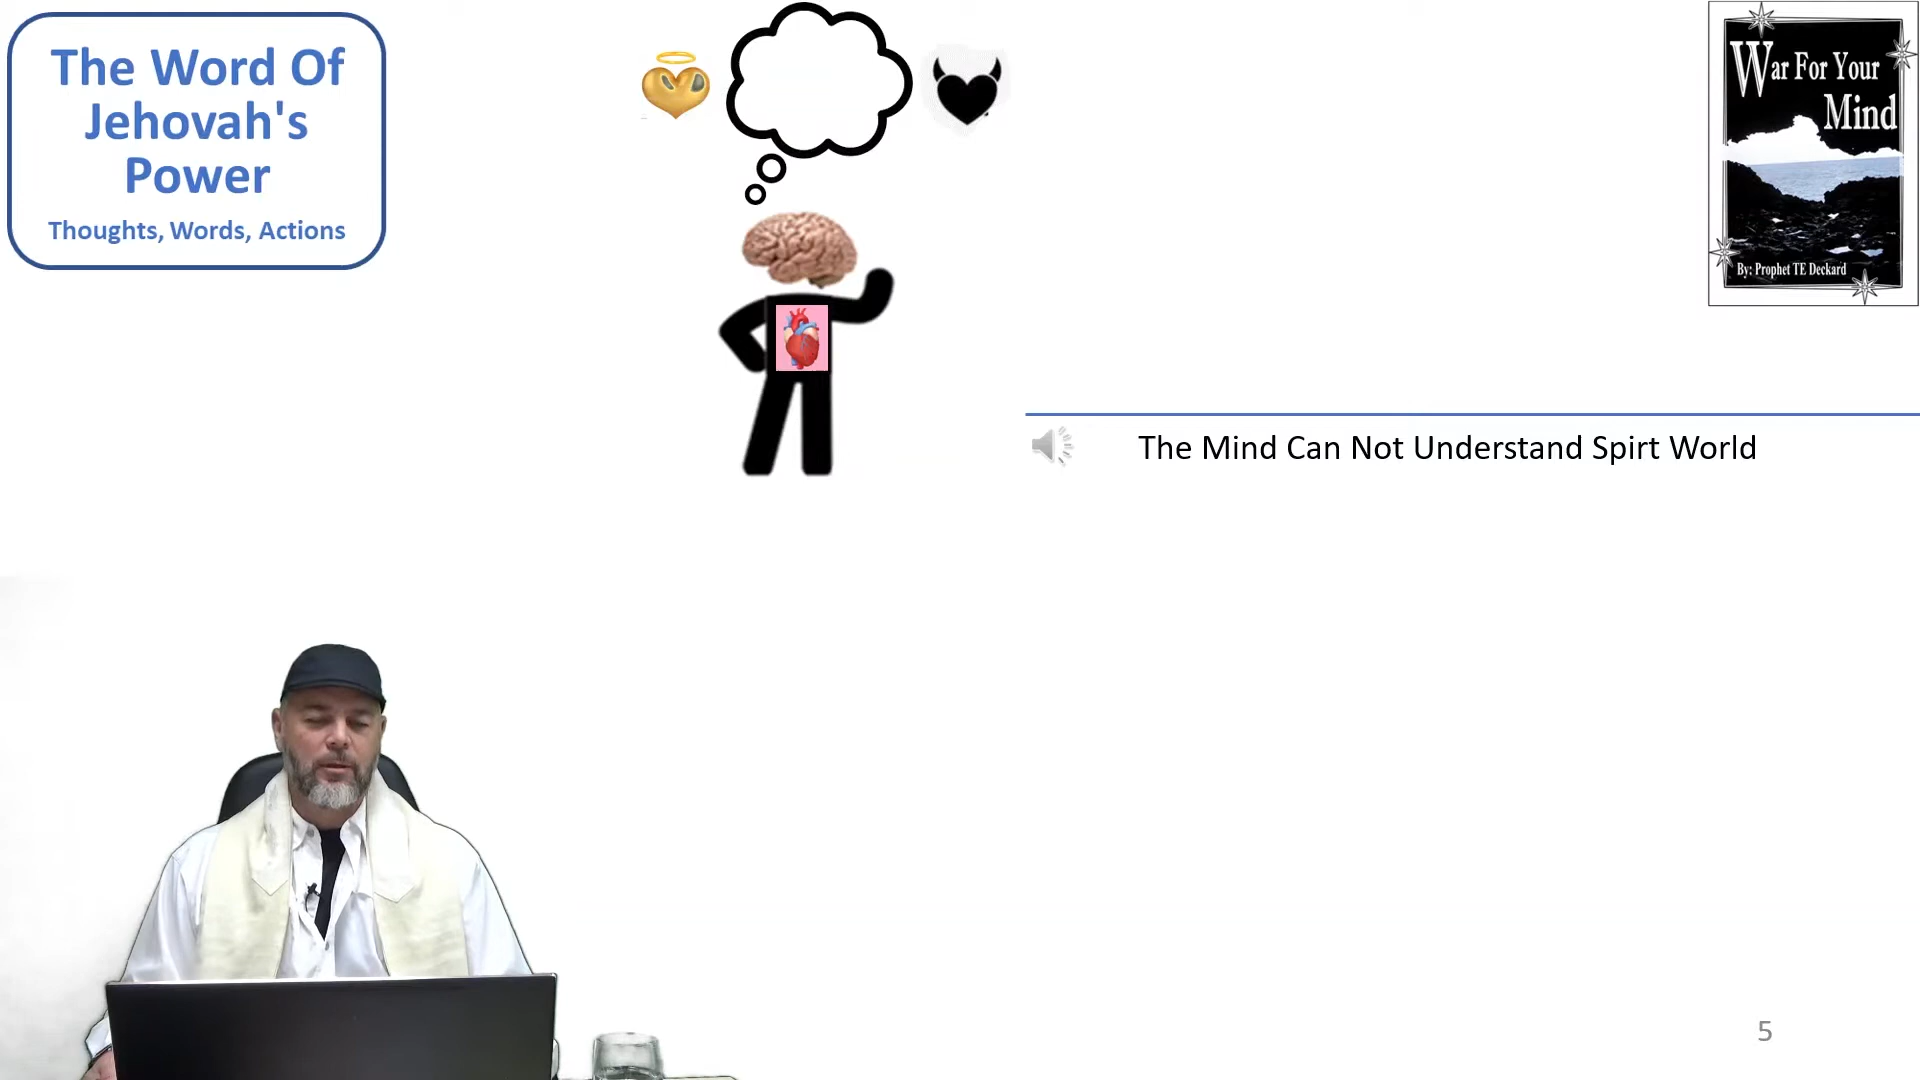 The Word Of
Jehovah's
Power
Thoughts, Words, Actions
War For Your
Mind
By: Prophet TE Deckard
The Mind Can Not Understand Spirt World
5